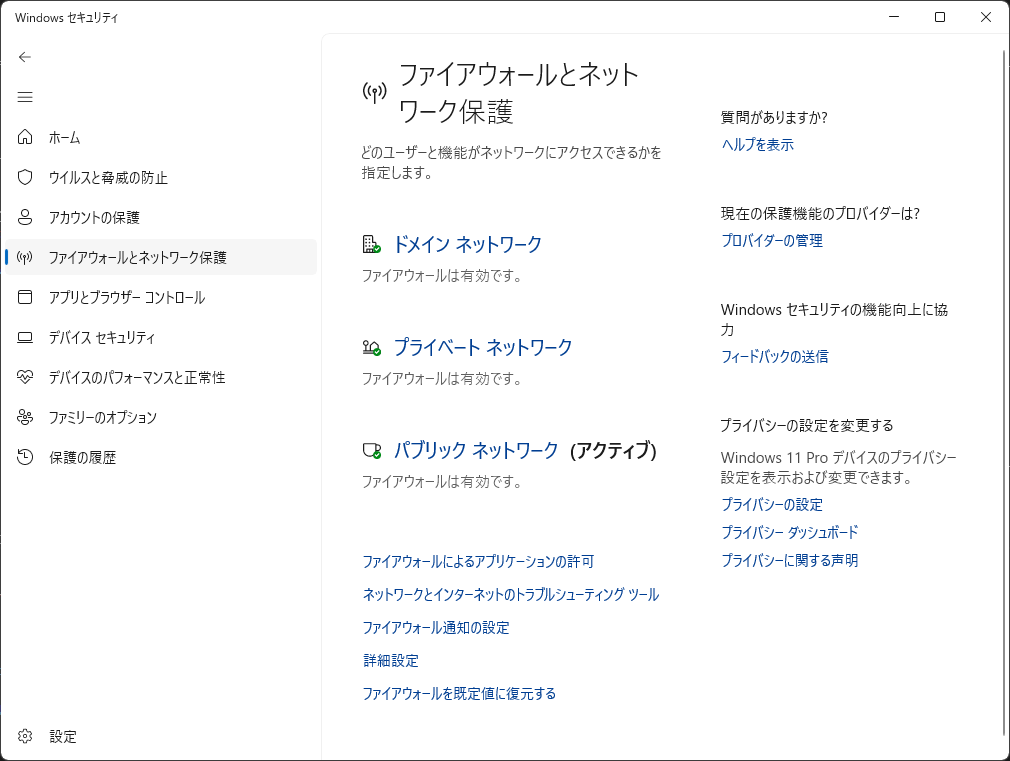 Windows セキュリティ
ホーム
ウイルスと脅威の防止
アカウントの保護
ファイアウォールとネットワーク保護
アプリとブラウザー コントロール
デバイス セキュリティ
デバイスのパフォーマンスと正常性
ファミリーのオプション
保護の履歴
設定
ファイアウォールとネット
ワーク保護
どのユーザーと機能がネットワークにアクセスできるかを
指定します。
ドメイン ネットワーク
ファイアウォールは有効です。
プライベート ネットワーク
ファイアウォールは有効です。
パブリック ネットワーク (アクティブ)
ファイアウォールは有効です。
ファイアウォールによるアプリケーションの許可
ネットワークとインターネットのトラブルシューティング ツール
ファイアウォール通知の設定
詳細設定
ファイアウォールを既定値に復元する
質問がありますか?
ヘルプを表示
現在の保護機能のプロバイダーは?
プロバイダーの管理
Windows セキュリティの機能向上に協
力
フィードバックの送信
プライバシーの設定を変更する
Windows 11 Pro デバイスのプライバシー
設定を表示および変更できます。
プライバシーの設定
プライバシー ダッシュボード
プライバシーに関する声明